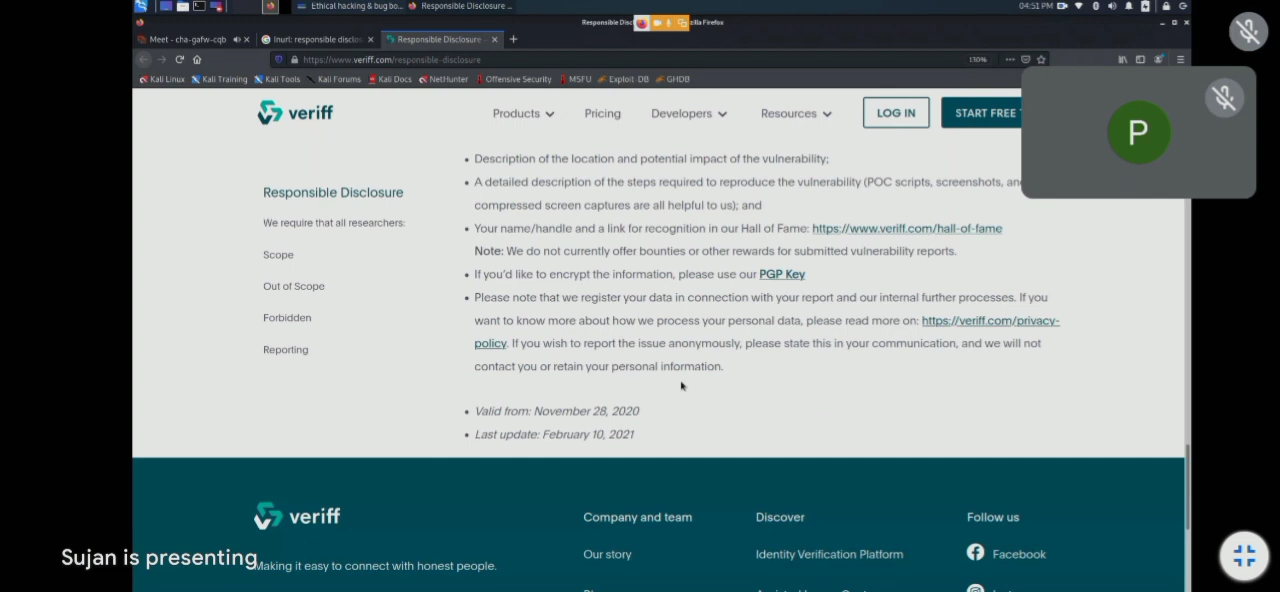 Ethical hacking & bug bo...
Responsible Disclosure ...
04:51 PM
Responsible Disc
zilla Firefox
Meet - cha-gafw-cqb
Inurl: responsible disclos
Responsible Disclosure —
https://www.veriff.com/responsible-disclosure
130%
Kali Linux
Kali Training
Kali Tools
Kali Forums
Kali Docs
NetHunter
Offensive Security
MSFU
Exploit-DB
GHDB
veriff
Products
Pricing
Developers
Resources
LOG IN
START FREE
P
• Description of the location and potential impact of the vulnerability;
Responsible Disclosure
We require that all researchers:
Scope
Out of Scope
Forbidden
Reporting
• A detailed description of the steps required to reproduce the vulnerability (POC scripts, screenshots, and
compressed screen captures are all helpful to us); and
• Your name/handle and a link for recognition in our Hall of Fame: https://www.veriff.com/hall-of-fame
Note: We do not currently offer bounties or other rewards for submitted vulnerability reports.
• If you'd like to encrypt the information, please use our PGP Key
• Please note that we register your data in connection with your report and our internal further processes. If you
want to know more about how we process your personal data, please read more on: https://veriff.com/privacy-
policy. If you wish to report the issue anonymously, please state this in your communication, and we will not
contact you or retain your personal information.
• Valid from: November 28, 2020
• Last update: February 10, 2021
veriff
Making it easy to connect with honest people.
Company and team
Our story
Discover
Identity Verification Platform
Follow us
Facebook
Sujan is presenting